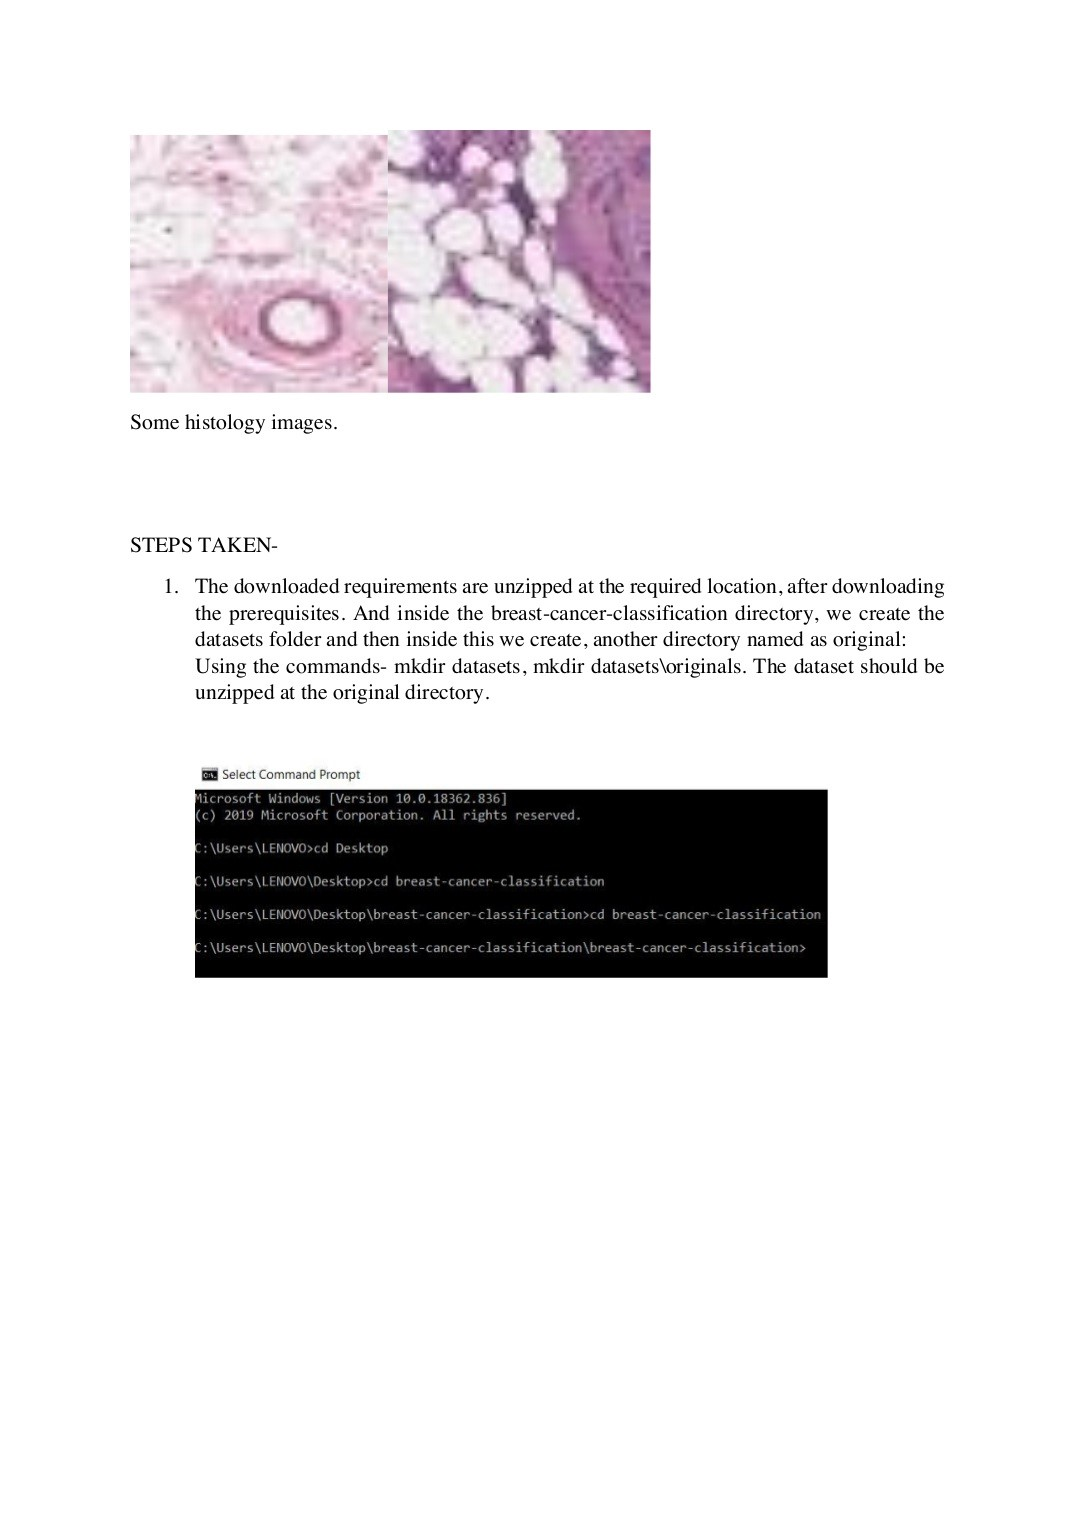 Some histology images.
STEPS TAKEN-
1. The downloaded requirements are unzipped at the required location, after downloading
the prerequisites. And inside the breast-cancer-classification directory, we create the
datasets folder and then inside this we create, another directory named as original:
Using the commands- mkdir datasets, mkdir datasets\originals. The dataset should be
unzipped at the original directory.
C:\. Select Command Prompt
Microsoft Windows [Version 10.0.18362.836]
(c) 2019 Microsoft Corporation. All rights reserved.
C:\Users\LENOVO>cd Desktop
C:\Users\LENOVO\Desktop>cd breast-cancer-classification
C:\Users\LENOVO\Desktop\breast-cancer-classification>cd breast-cancer-classification
C:\Users\LENOVO\Desktop\breast-cancer-classification\breast-cancer-classification>